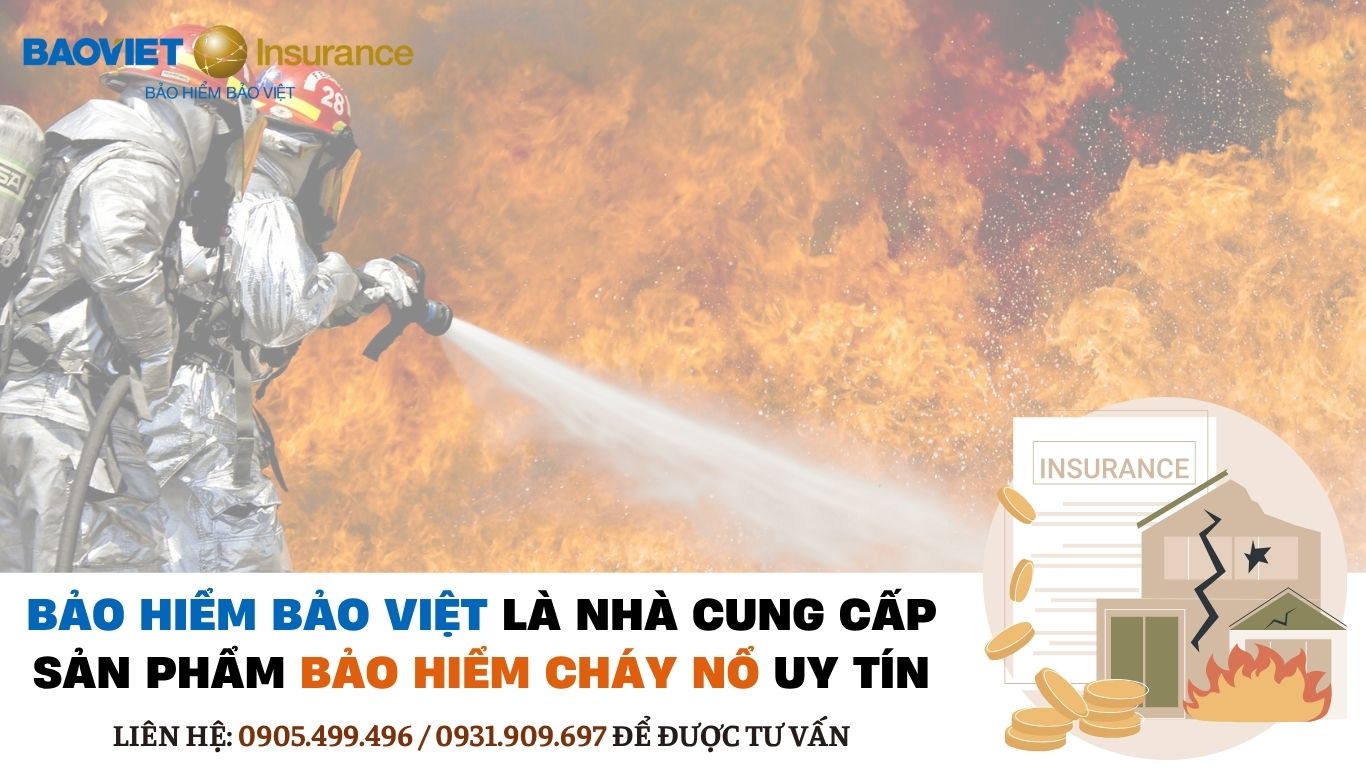 BAOVIET Insurance
BẢO HIỂM BẢO VIỆT
28
INSURANCE
BẢO HIỂM BẢO VIỆT LÀ NHÀ CUNG CẤP
SẢN PHẨM BẢO HIỂM CHÁY NỔ UY TÍN
LIÊN HỆ: 0905.499.496 / 0931.909.697 ĐỂ ĐƯỢC TƯ VẤN